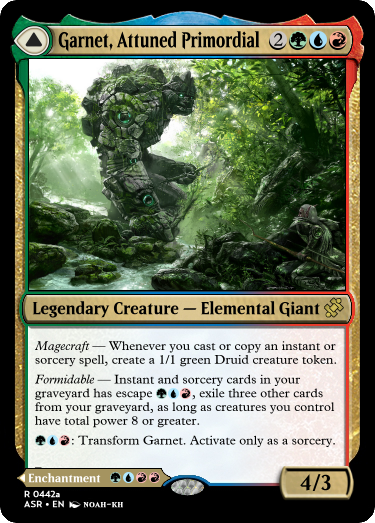 Garnet, Attuned Primordial 2
Legendary Creature — Elemental Giant
Magecraft — Whenever you cast or copy an instant or
sorcery spell, create a 1/1 green Druid creature token.
Formidable — Instant and sorcery cards in your
graveyard has escape , exile three other cards
from your graveyard, as long as creatures you control
have total power 8 or greater.
: Transform Garnet. Activate only as a sorcery.
Enchantment
4/3
R 0442a
ASR • EN NOAH-KH